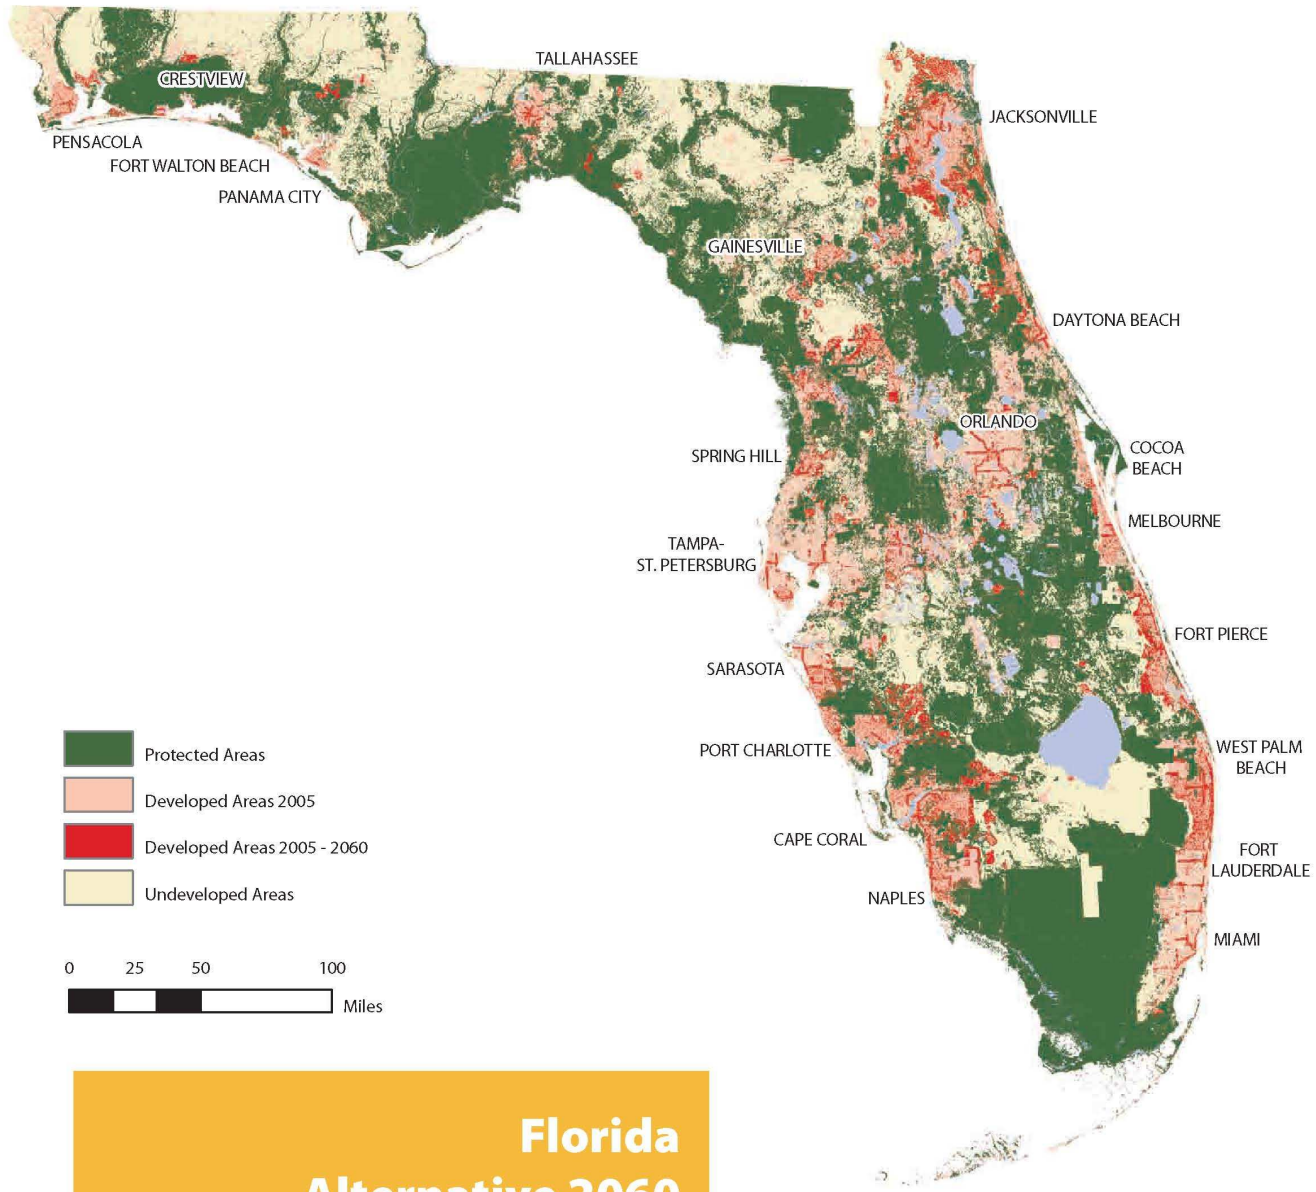 TALLAHASSEE
CRESTVIEW
JACKSONVILLE
PENSACOLA
FORT WALTON BEACH
PANAMA CITY
GAINESVILLE
DAYTONA BEACH
ORLANDO
SPRING HILL
COCOA
BEACH
MELBOURNE
TAMPA-
ST. PETERSBURG
FORT PIERCE
SARASOTA
PORT CHARLOTTE
WEST PALM
BEACH
CAPE CORAL
FORT
LAUDERDALE
NAPLES
MIAMI
Protected Areas
Developed Areas 2005
Developed Areas 2005 - 2060
Undeveloped Areas
0 25 50 100
Miles
Florida
Alternative 2060